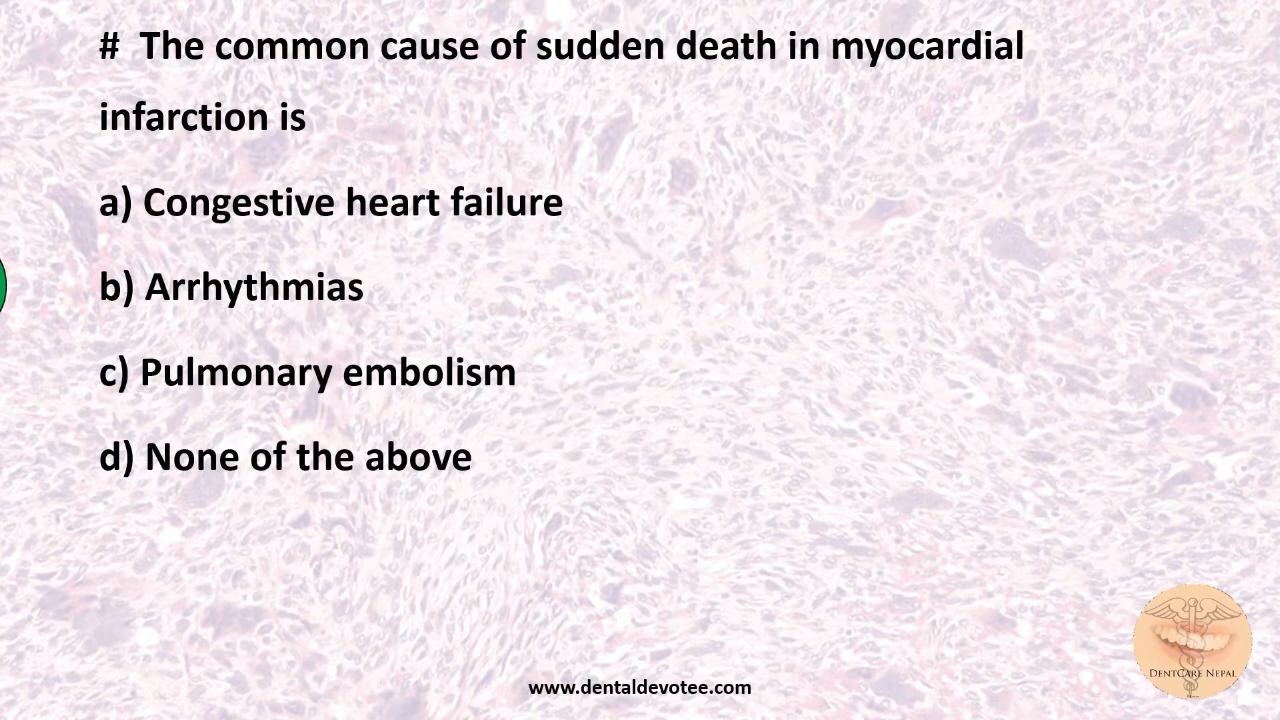 #  The common cause of sudden death in myocardial
infarction is
a) Congestive heart failure
b) Arrhythmias
c) Pulmonary embolism
d) None of the above
DentCare Nepal
www.dentaldevotee.com